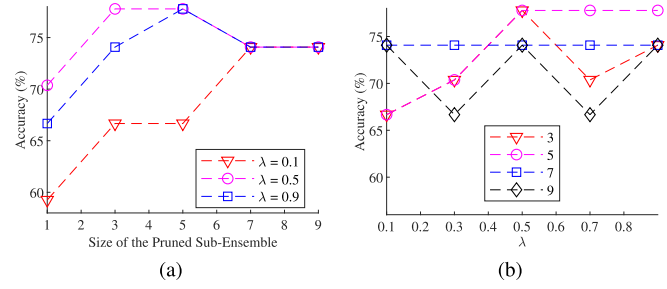 75
70
65
60
Accuracy (%)
λ = 0.1
λ = 0.5
λ = 0.9
1 2 3 4 5 6 7 8 9
Size of the Pruned Sub-Ensemble
(a)
75
70
65
60
Accuracy (%)
3
5
7
9
0.1 0.2 0.3 0.4 0.5 0.6 0.7 0.8
λ
(b)